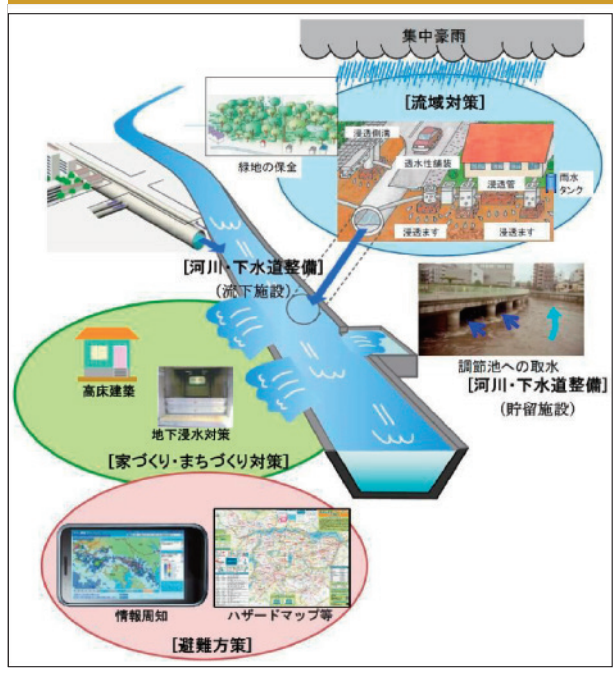 集中豪雨
[流域対策]
浸透側溝
透水性舗装
浸透管
雨水
タンク
浸透ます
浸透ます
緑地の保全
[河川・下水道整備]
(流下施設)
調節池への取水
[河川・下水道整備]
(貯留施設)
高床建築
地下浸水対策
[家づくり・まちづくり対策]
情報周知
ハザードマップ等
[避難方策]